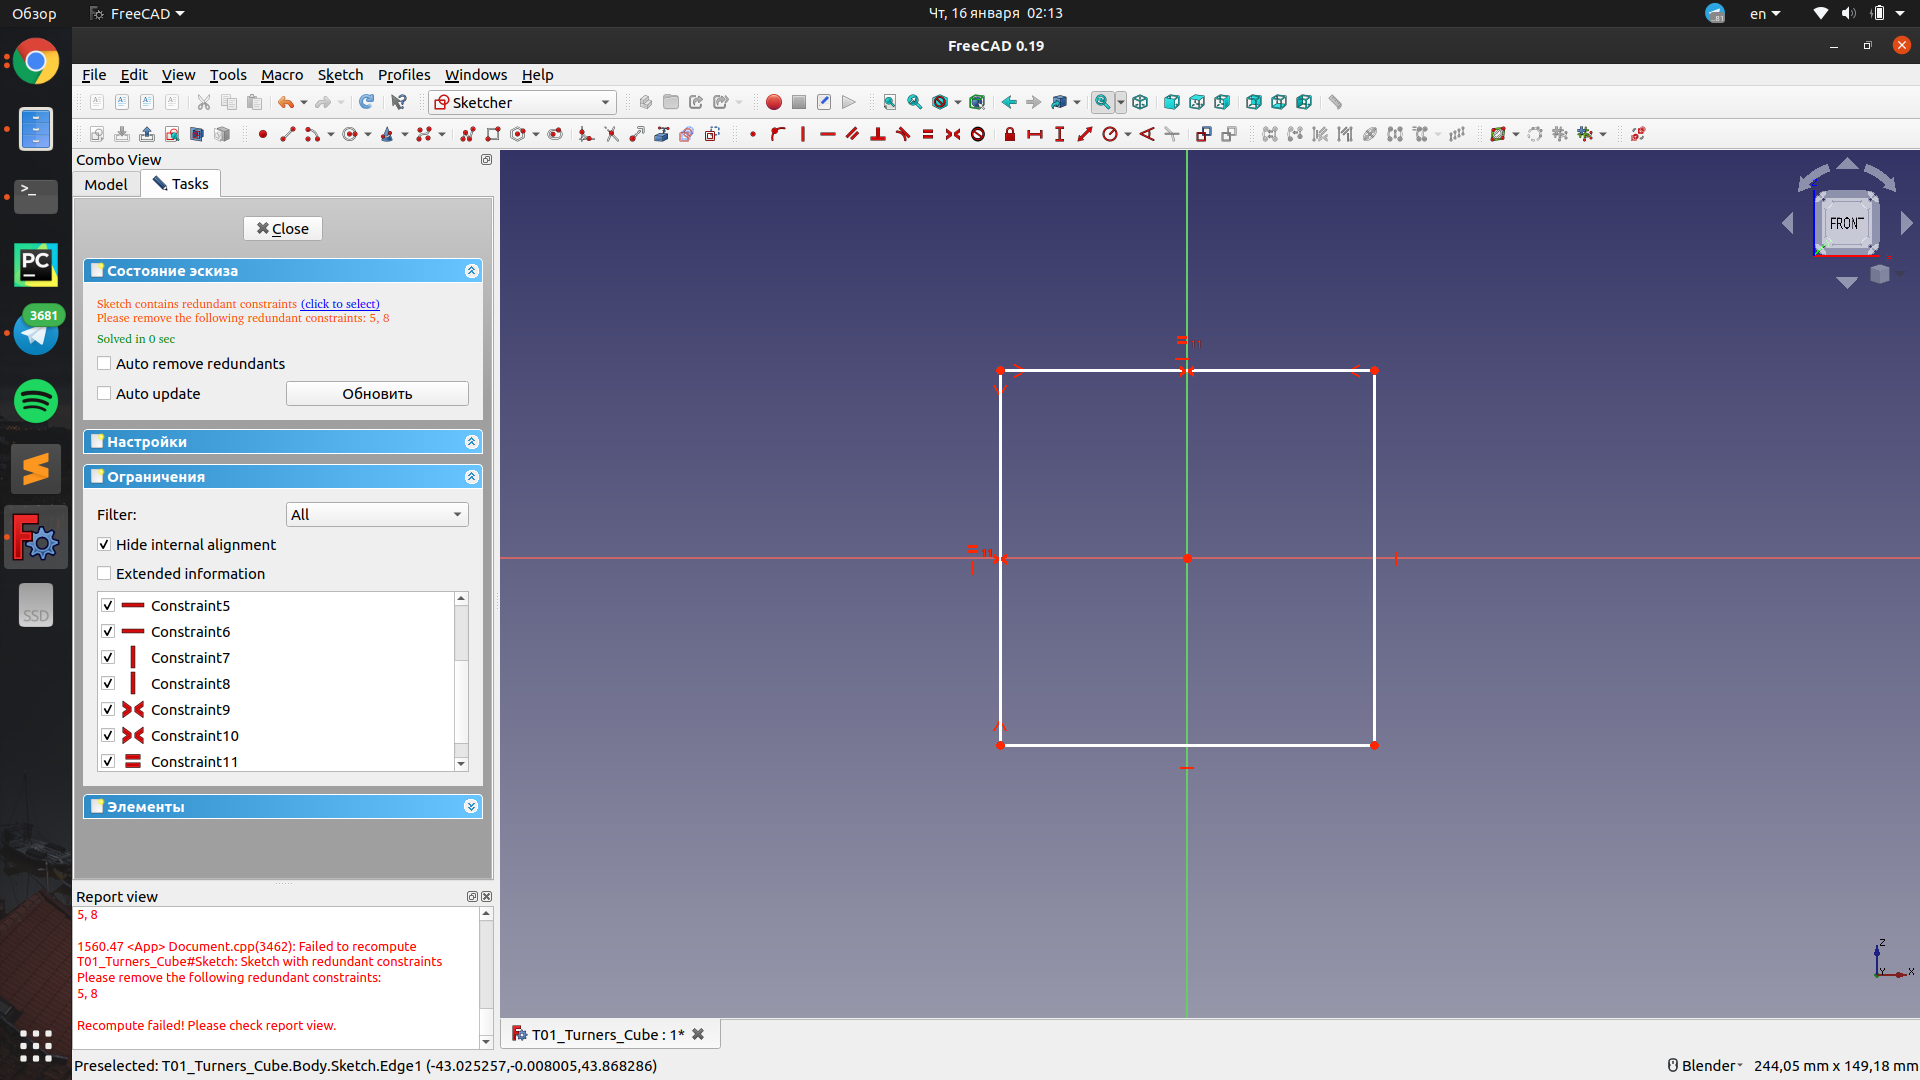 Обзор
FreeCAD
Чт, 16 января 02:13
81
en
FreeCAD 0.19
File Edit View Tools Macro Sketch Profiles Windows Help
Sketcher
Combo View
Model
Tasks
Close
Состояние эскиза
Sketch contains redundant constraints (click to select)
Please remove the following redundant constraints: 5, 8
Solved in 0 sec
Auto remove redundants
Auto update
Обновить
Настройки
Ограничения
Filter:
All
Hide internal alignment
Extended information
Constraint5
Constraint6
Constraint7
Constraint8
Constraint9
Constraint10
Constraint11
Элементы
Report view
5, 8
1560.47 <App> Document.cpp(3462): Failed to recompute
T01_Turners_Cube#Sketch: Sketch with redundant constraints
Please remove the following redundant constraints:
5, 8
Recompute failed! Please check report view.
PC
3681
SSD
11
11
FRONT
Z
Z
Y
X
T01_Turners_Cube : 1*
Preselected: T01_Turners_Cube.Body.Sketch.Edge1 (-43.025257,-0.008005,43.868286)
Blender
244,05 mm x 149,18 mm